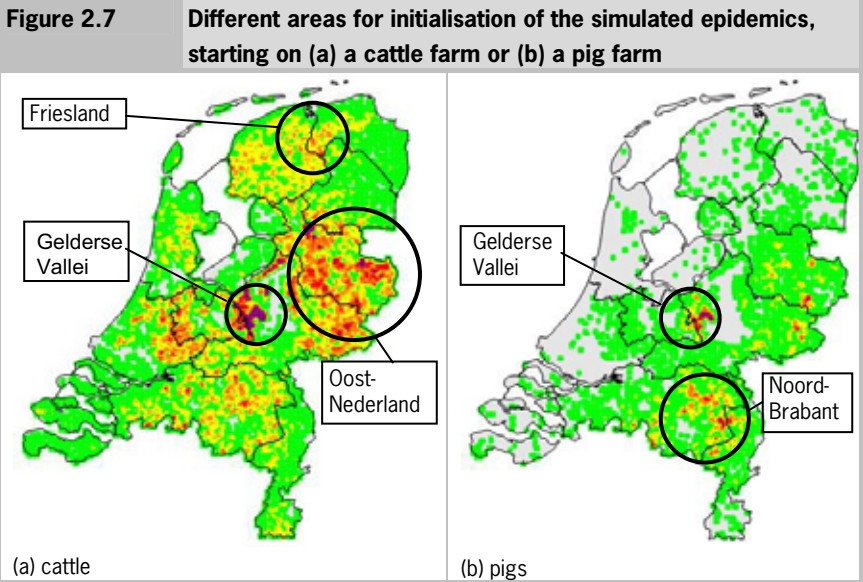 Figure 2.7
Different areas for initialisation of the simulated epidemics,
starting on (a) a cattle farm or (b) a pig farm
Friesland
Gelderse
Vallei
Oost-
Nederland
(a) cattle
Gelderse
Vallei
Noord-
Brabant
(b) pigs